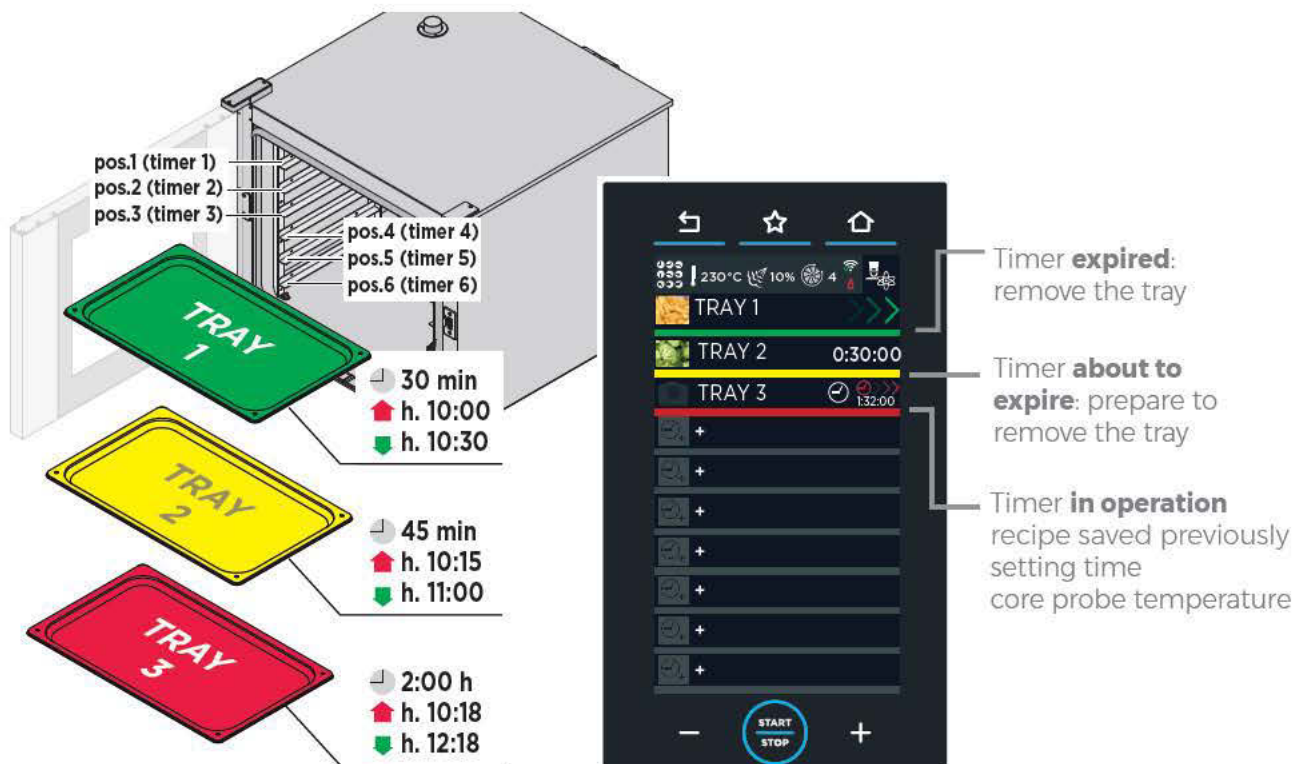 pos.1 (timer 1)
pos.2 (timer 2)
pos.3 (timer 3)
pos.4 (timer 4)
pos.5 (timer 5)
pos.6 (timer 6)
TRAY
1
30 min
h. 10:00
h. 10:30
TRAY
2
45 min
h. 10:15
h. 11:00
TRAY
3
2:00 h
h. 10:18
h. 12:18
230°C 10% 4
TRAY 1
TRAY 2 0:30:00
TRAY 3
1:32:00
+
+
+
+
+
+
+
− START +
STOP
Timer expired:
remove the tray
Timer about to
expire: prepare to
remove the tray
Timer in operation
recipe saved previously
setting time
core probe temperature